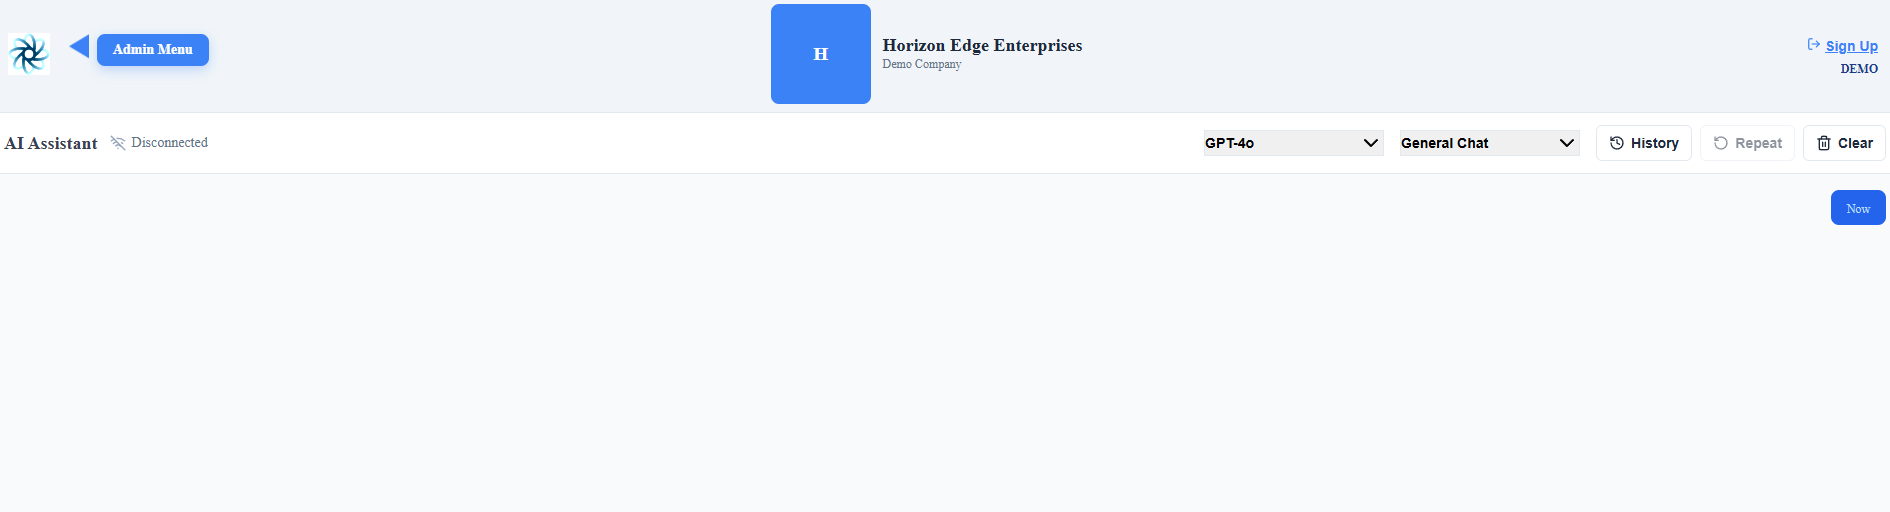 Admin Menu
H
Horizon Edge Enterprises
Demo Company
Sign Up
DEMO
AI Assistant
Disconnected
GPT-4o
General Chat
History
Repeat
Clear
Now